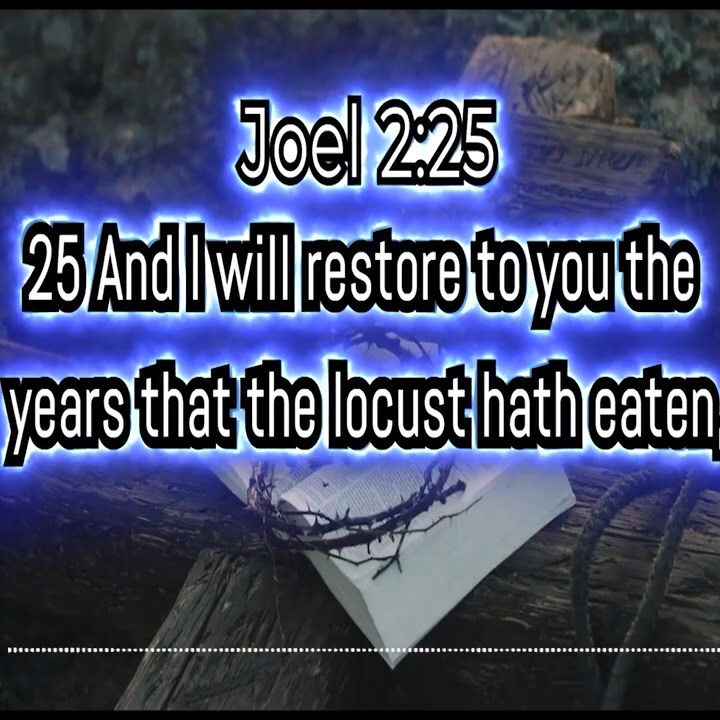 Joel 2:25
25 And I will restore to you the
years that the locust hath eaten,